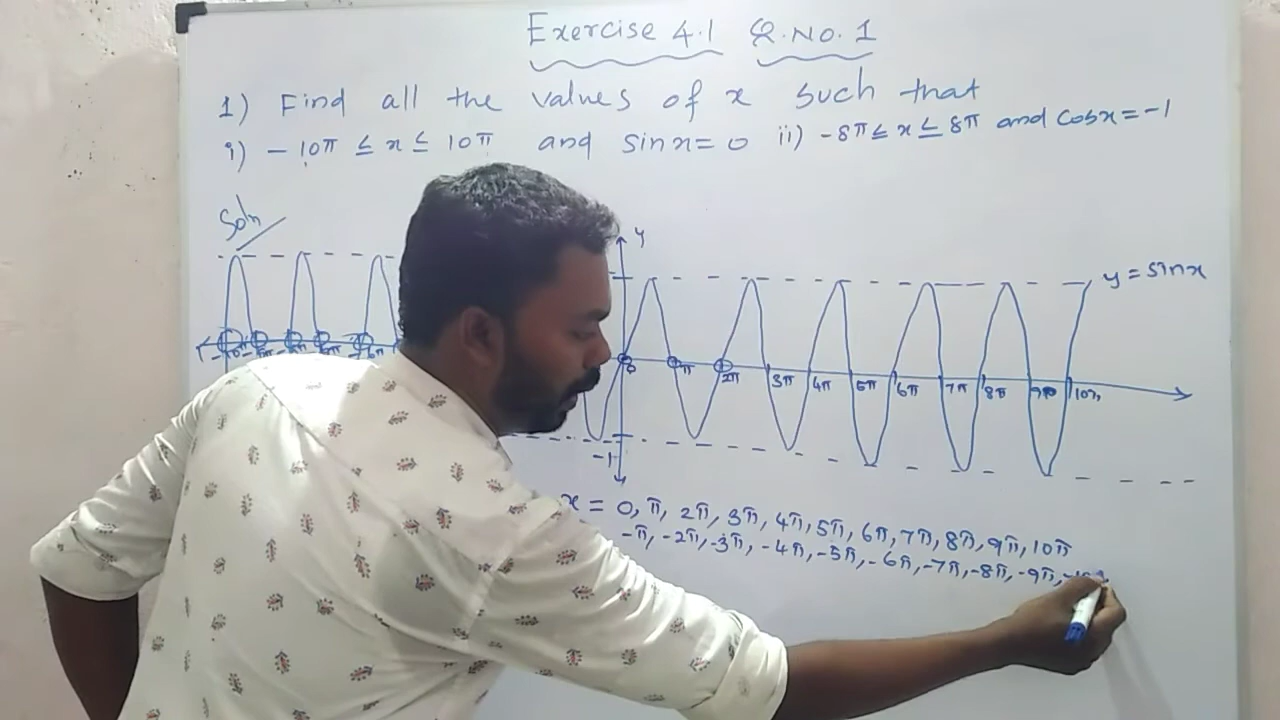 Exercise 4.1 Q.No.1
1) Find all the values of x such that
i) -10π ≤ x ≤ 10π and sin x = 0 ii) -8π ≤ x ≤ 8π and cos x = -1
Soln
y
y = sin x
0 π 2π 3π 4π 5π 6π 7π 8π 9π 10π
-1
x = 0, π, 2π, 3π, 4π, 5π, 6π, 7π, 8π, 9π, 10π
-π, -2π, -3π, -4π, -5π, -6π, -7π, -8π, -9π,